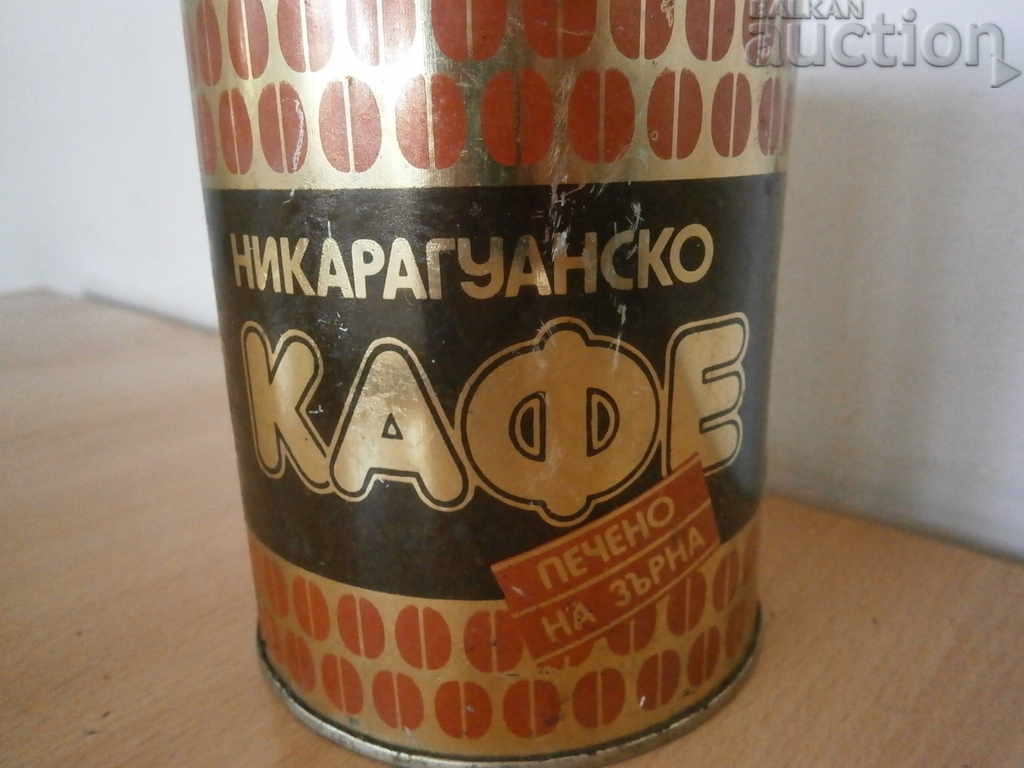 BALKAN
auction
НИКАРАГУАНСКО
КАФЕ
ПЕЧЕНО
НА ЗЪРНА